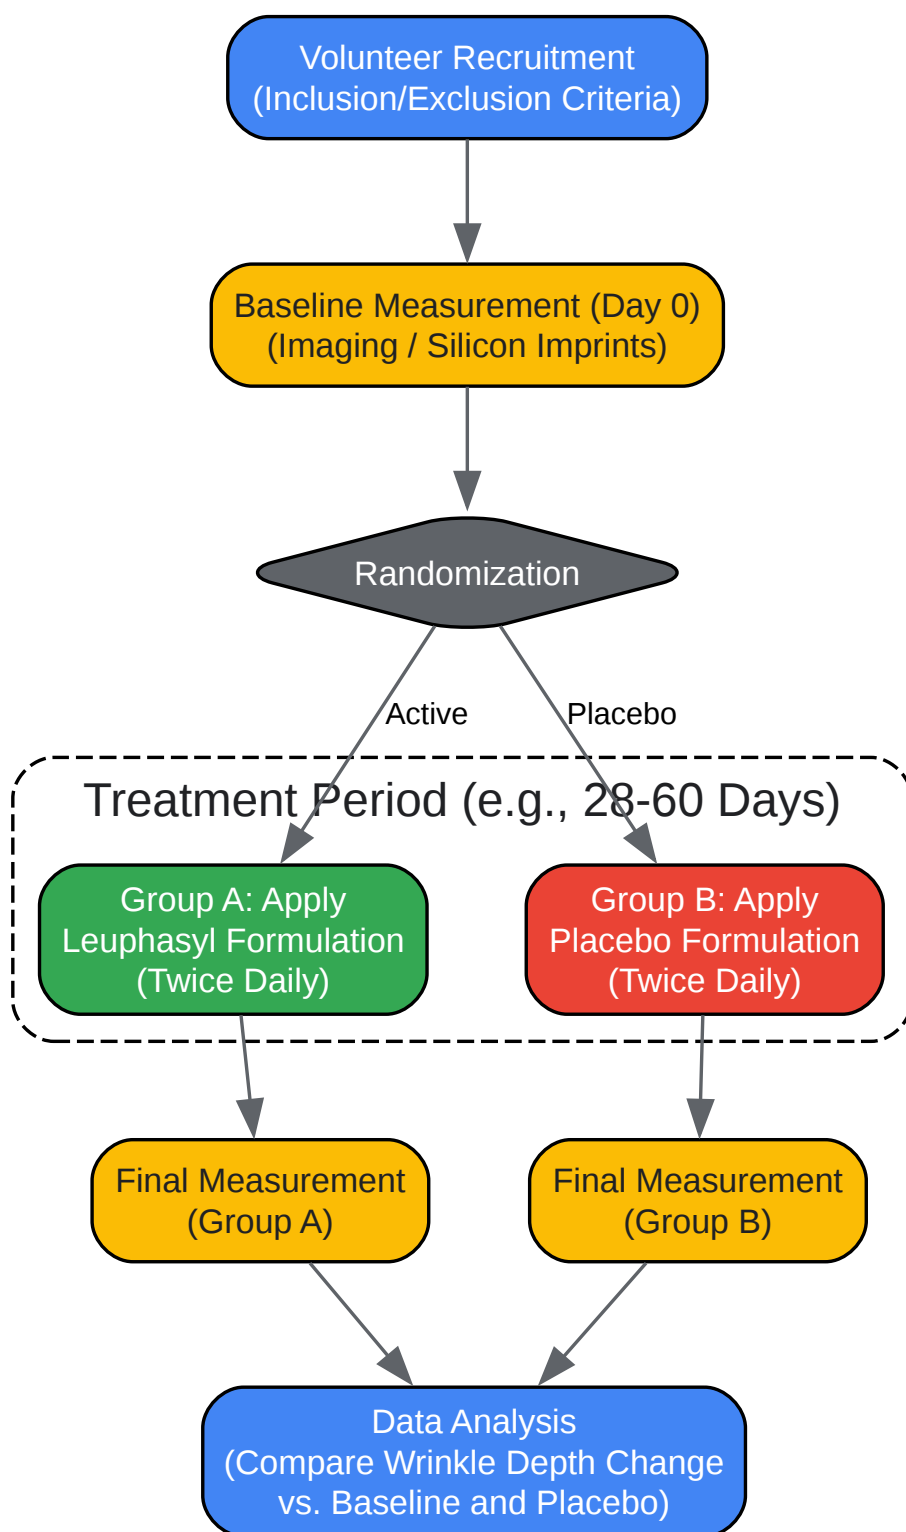 Volunteer Recruitment
(Inclusion/Exclusion Criteria)
Baseline Measurement (Day 0)
(Imaging / Silicon Imprints)
Randomization
Active
Placebo
Treatment Period (e.g., 28-60 Days)
Group A: Apply
Leuphasyl Formulation
(Twice Daily)
Group B: Apply
Placebo Formulation
(Twice Daily)
Final Measurement
(Group A)
Final Measurement
(Group B)
Data Analysis
(Compare Wrinkle Depth Change
vs. Baseline and Placebo)